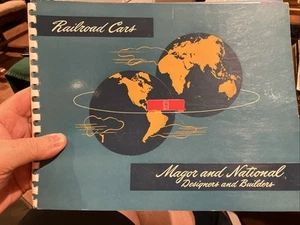 Railroad Cars
Magor and National
Designers and Builders